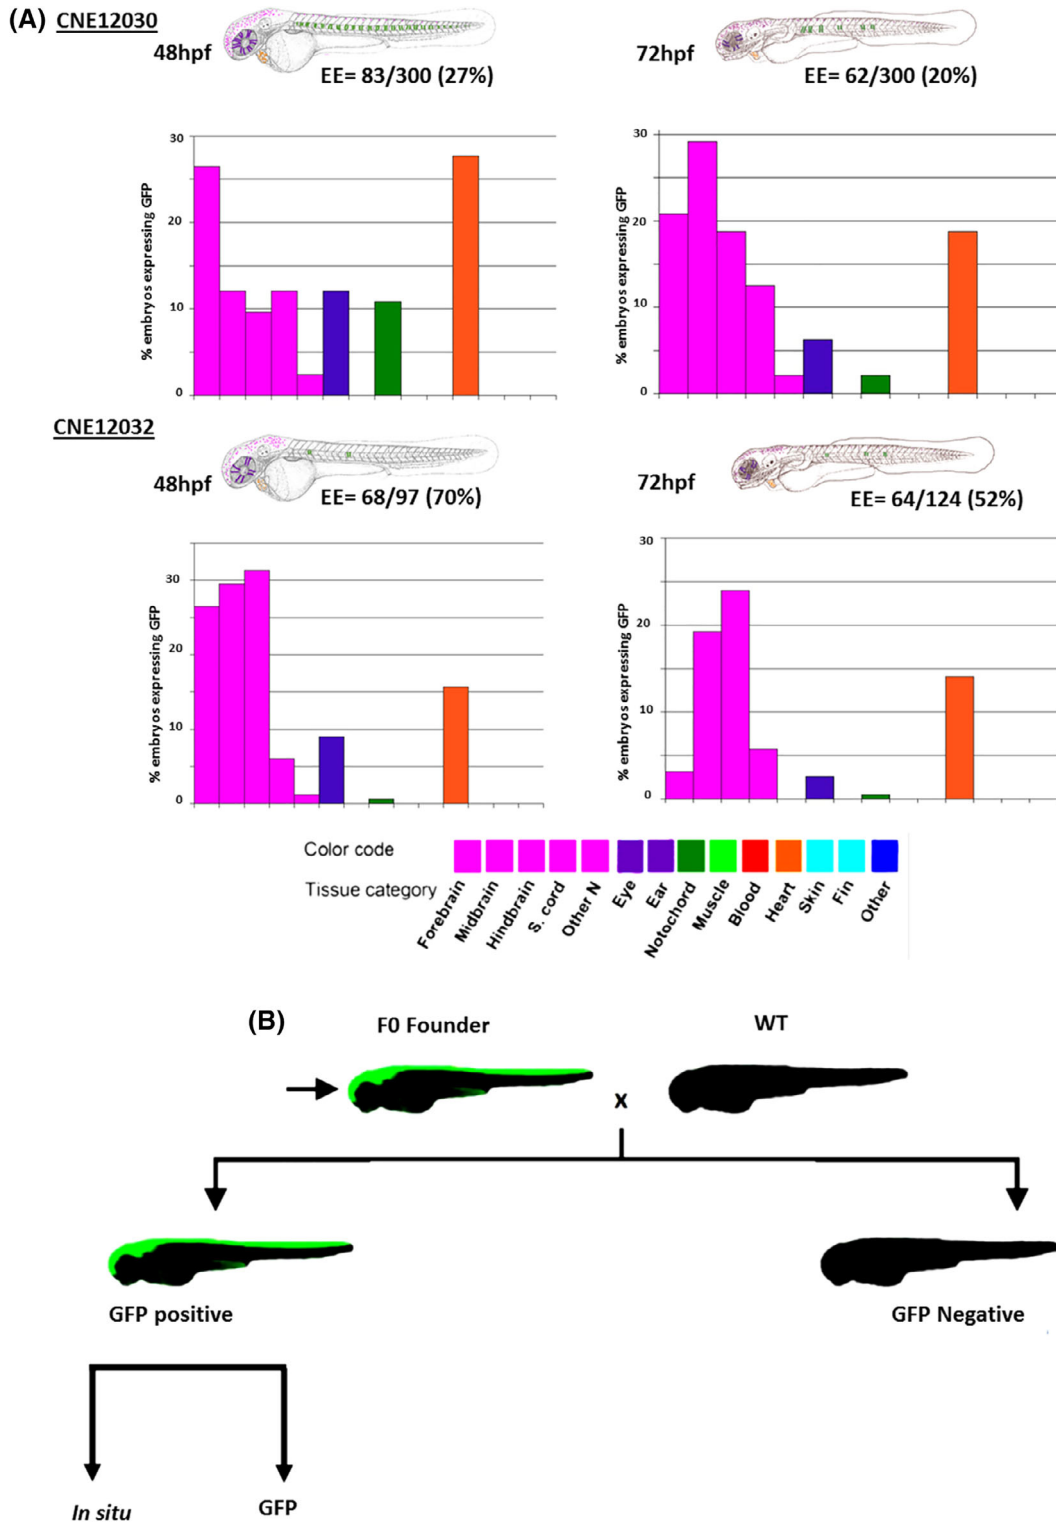 (A) CNE12030
48hpf
EE= 83/300 (27%)
72hpf
EE= 62/300 (20%)
% embryos expressing GFP
30
20
10
0
% embryos expressing GFP
30
20
10
0
CNE12032
48hpf
EE= 68/97 (70%)
72hpf
EE= 64/124 (52%)
% embryos expressing GFP
30
20
10
0
% embryos expressing GFP
30
20
10
0
Color code
Tissue category
Forebrain
Midbrain
Hindbrain
S. cord
Other N
Eye
Ear
Notochord
Muscle
Blood
Heart
Skin
Fin
Other
(B)
F0 Founder
WT
x
GFP positive
GFP Negative
In situ
GFP